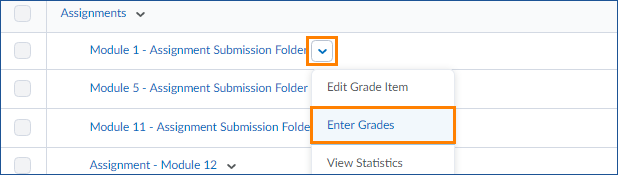 Assignments
Module 1 - Assignment Submission Folder
Edit Grade Item
Module 5 - Assignment Submission Folder
Enter Grades
Module 11 - Assignment Submission Folde
View Statistics
Assignment - Module 12